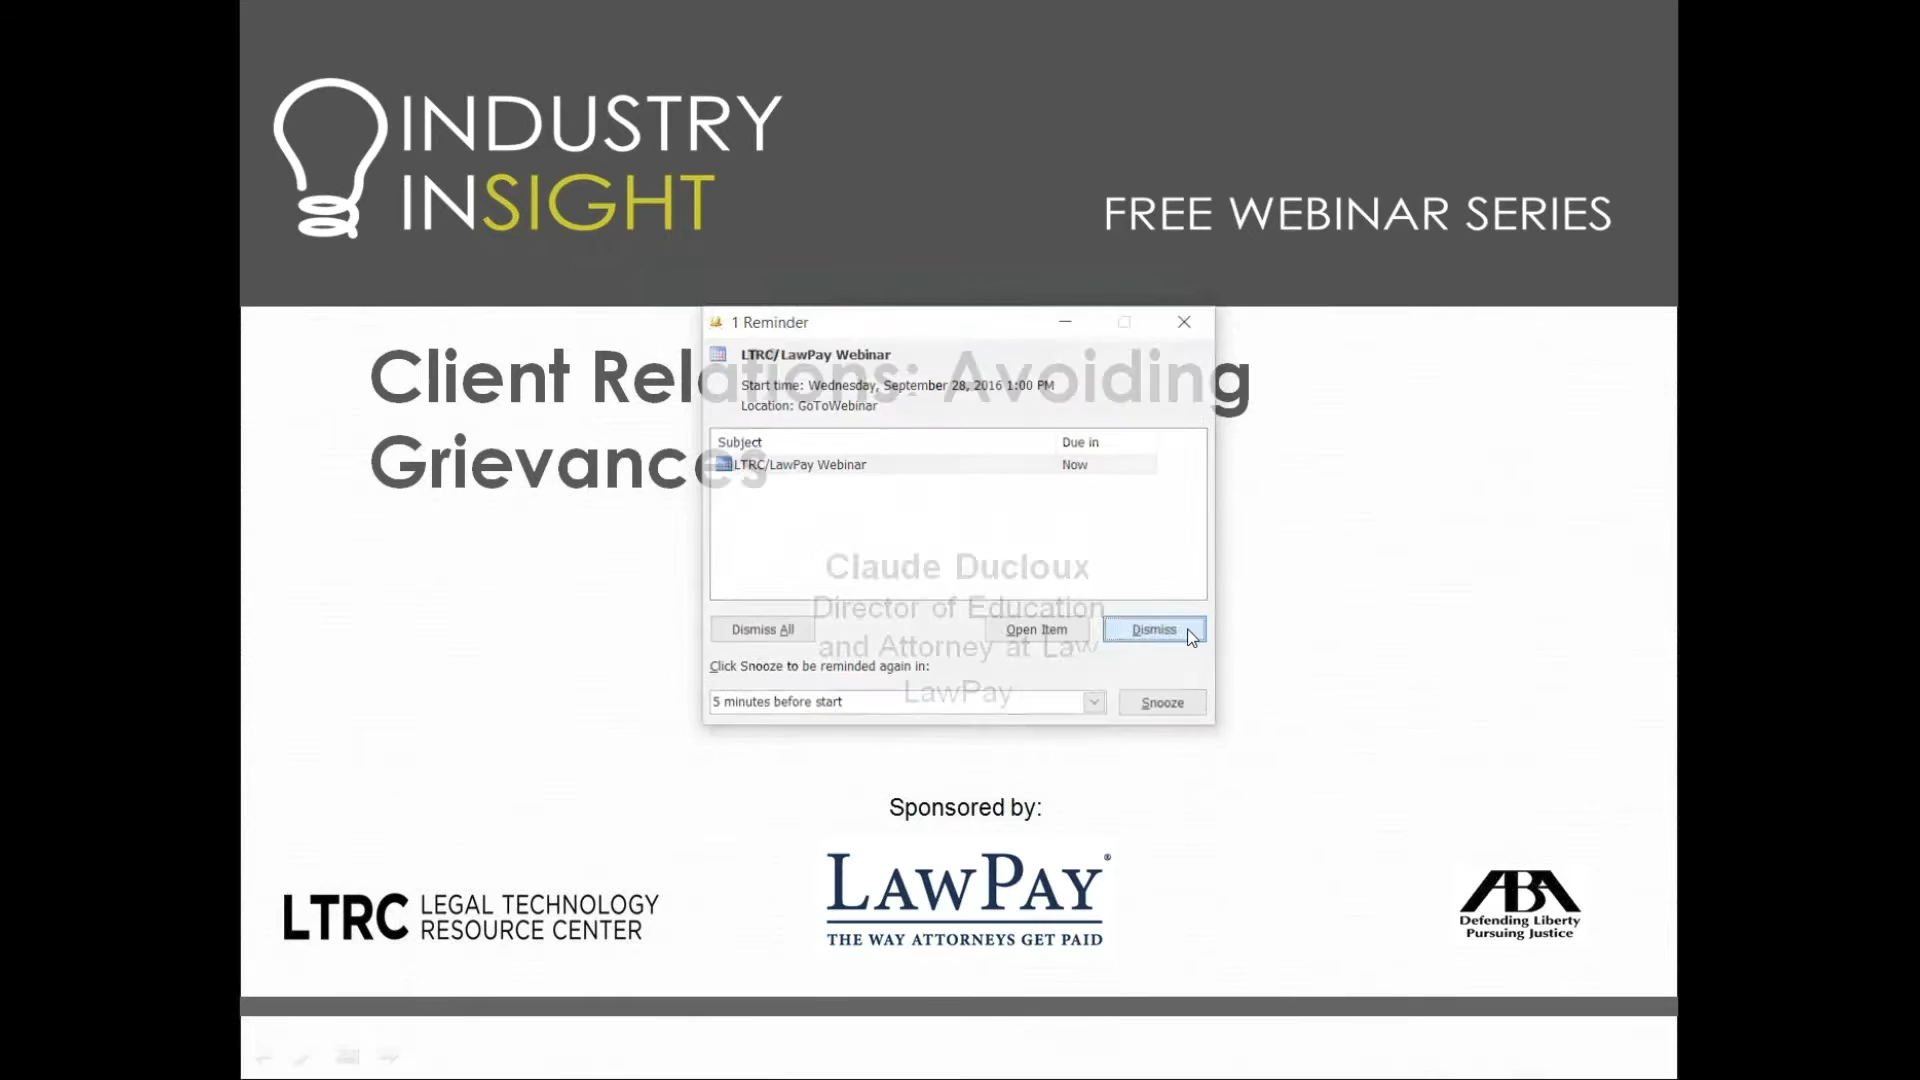 INDUSTRY
INSIGHT
FREE WEBINAR SERIES
Client Relations: Avoiding
Grievances
1 Reminder
LTRC/LawPay Webinar
Start time: Wednesday, September 28, 2016 1:00 PM
Location: GoToWebinar
Subject Due in
LTRC/LawPay Webinar Now
Claude Ducloux
Director of Education
and Attorney at Law
LawPay
Dismiss All Open Item Dismiss
Click Snooze to be reminded again in:
5 minutes before start Snooze
Sponsored by:
LTRC LEGAL TECHNOLOGY
RESOURCE CENTER
LAWPAY®
THE WAY ATTORNEYS GET PAID
ABA
Defending Liberty
Pursuing Justice